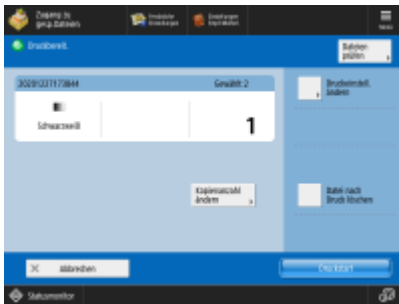 Zugang zu
gesp.Dateien
Druckbereit.
Dateien
prüfen
Gewählt:2
Druckeinstell.
ändern
Schwarzweiß
1
Kopienanzahl
ändern
Datei nach
Druck löschen
Abbrechen
Druckstart
Statusmonitor